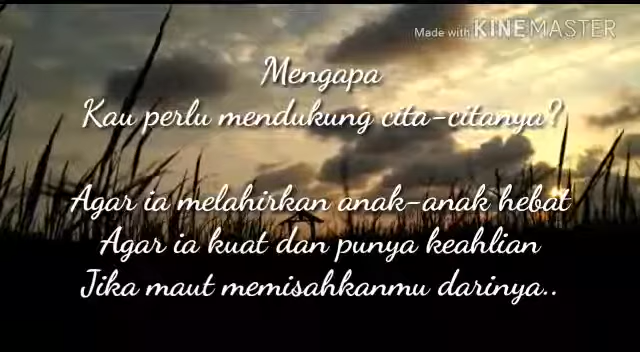 Made with KINEMASTER
Mengapa
Kau perlu mendukung cita-citanya?
Agar ia melahirkan anak-anak hebat
Agar ia kuat dan punya keahlian
Jika maut memisahkanmu darinya..